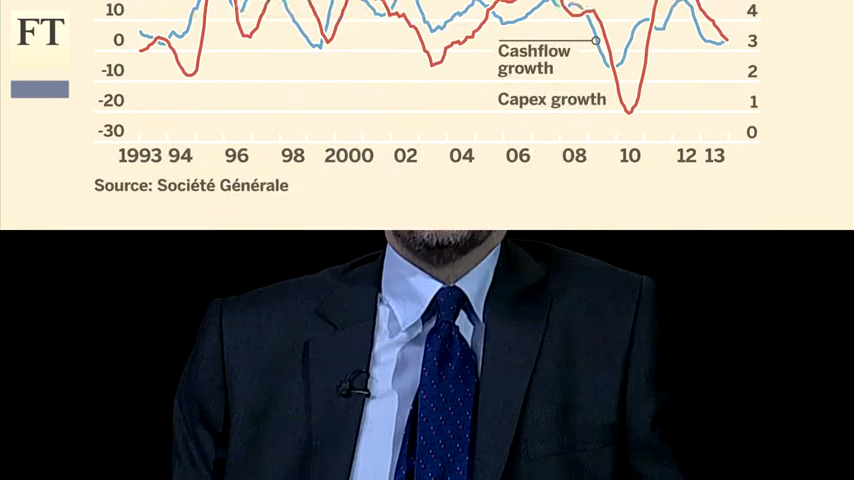 FT
10
4
0
3
Cashflow
growth
-10
2
Capex growth
-20
1
-30
0
1993 94 96 98 2000 02 04 06 08 10 12 13
Source: Société Générale